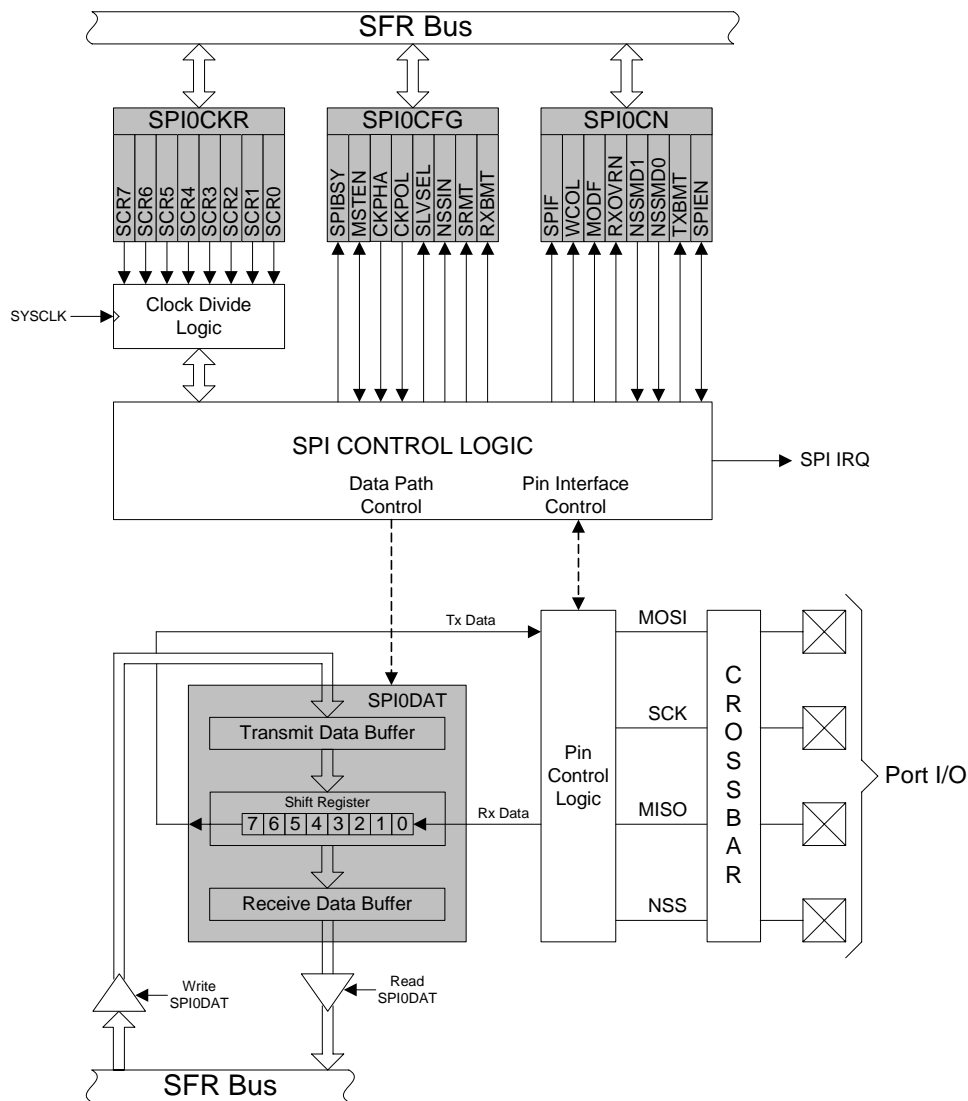 SFR Bus
SPI0CKR
SPI0CFG
SPI0CN
SCR7
SCR6
SCR5
SCR4
SCR3
SCR2
SCR1
SCR0
SPIBSY
MSTEN
CKPHA
CKPOL
SLVSEL
NSSIN
SRMT
RXBMT
SPIF
WCOL
MODF
RXOVRN
NSSMD1
NSSMD0
TXBMT
SPIEN
SYSCLK
Clock Divide
Logic
SPI CONTROL LOGIC
SPI IRQ
Data Path
Control
Pin Interface
Control
Tx Data
MOSI
SPI0DAT
Transmit Data Buffer
SCK
Shift Register
7 6 5 4 3 2 1 0
Rx Data
Pin
Control
Logic
MISO
Receive Data Buffer
NSS
CROSSBAR
Port I/O
Write
SPI0DAT
Read
SPI0DAT
SFR Bus